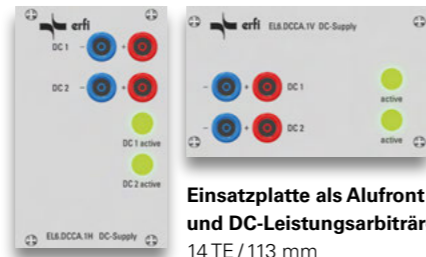 erfi
DC 1 - +
DC 2 - +
DC 1 active
DC 2 active
EL6.DCCA.1H DC-Supply
erfi EL6.DCCA.1V DC-Supply
- + DC 1
active
- + DC 2
active
Einsatzplatte als Alufront
und DC-Leistungsarbiträr
14 TE / 113 mm